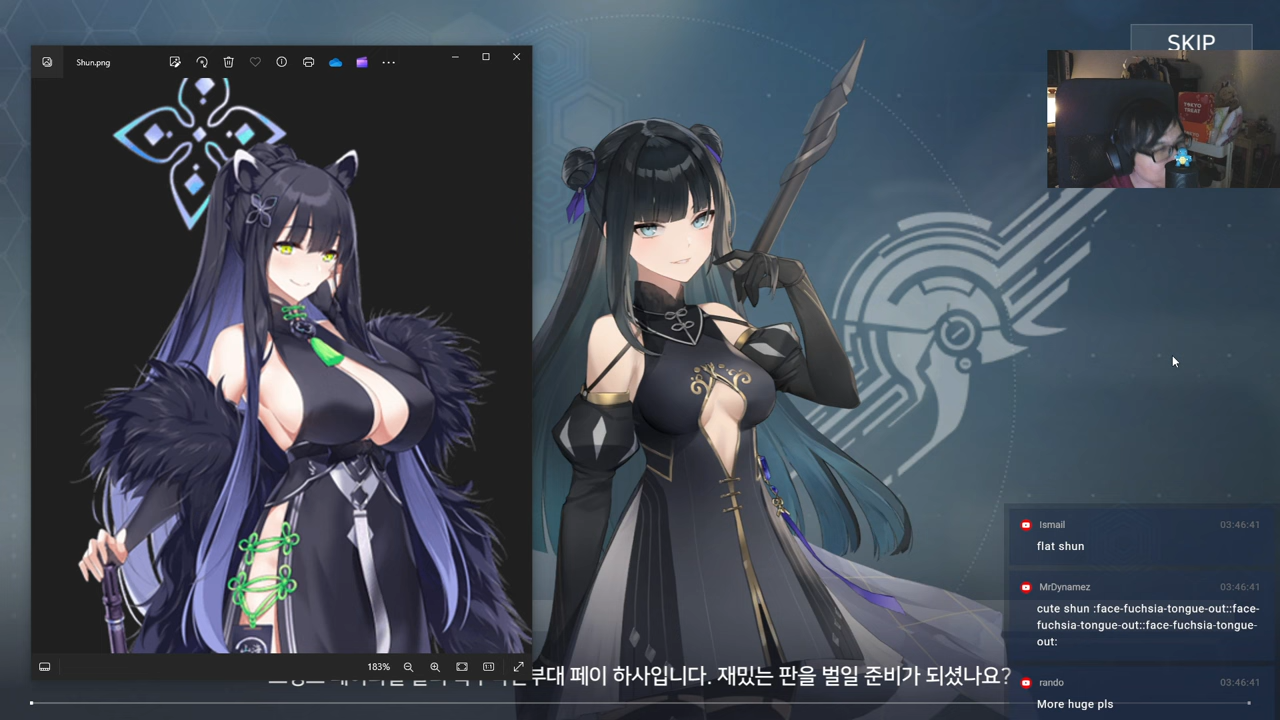 SKIP
Shun.png
TOKYO
TREAT
Ismail
03:46:41
flat shun
MrDynamez
03:46:41
cute shun :face-fuchsia-tongue-out::face-
fuchsia-tongue-out::face-fuchsia-tongue-
out:
183%
부대 페이 하사입니다. 재밌는 판을 벌일 준비가 되셨나요?
rando
03:46:41
More huge pls